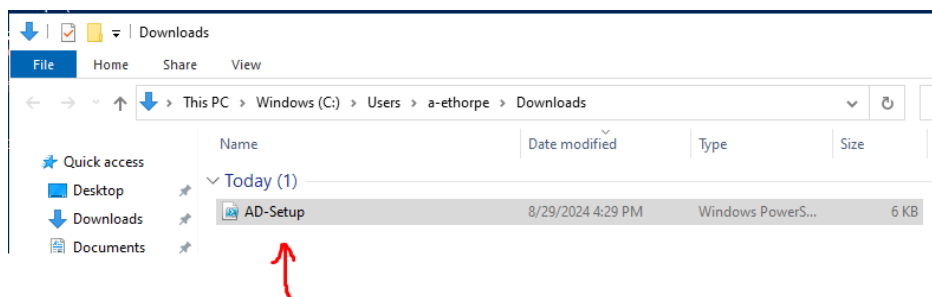 Downloads
File Home Share View
This PC > Windows (C:) > Users > a-ethorpe > Downloads
Name Date modified Type Size
Quick access
Today (1)
Desktop
AD-Setup 8/29/2024 4:29 PM Windows PowerS... 6 KB
Downloads
Documents